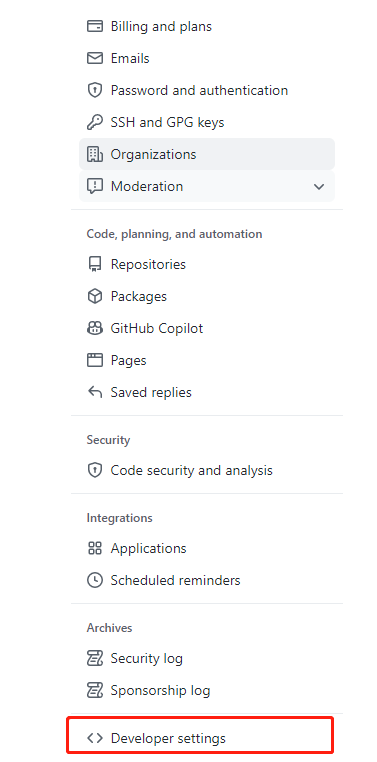 Billing and plans
Emails
Password and authentication
SSH and GPG keys
Organizations
Moderation
Code, planning, and automation
Repositories
Packages
GitHub Copilot
Pages
Saved replies
Security
Code security and analysis
Integrations
Applications
Scheduled reminders
Archives
Security log
Sponsorship log
Developer settings